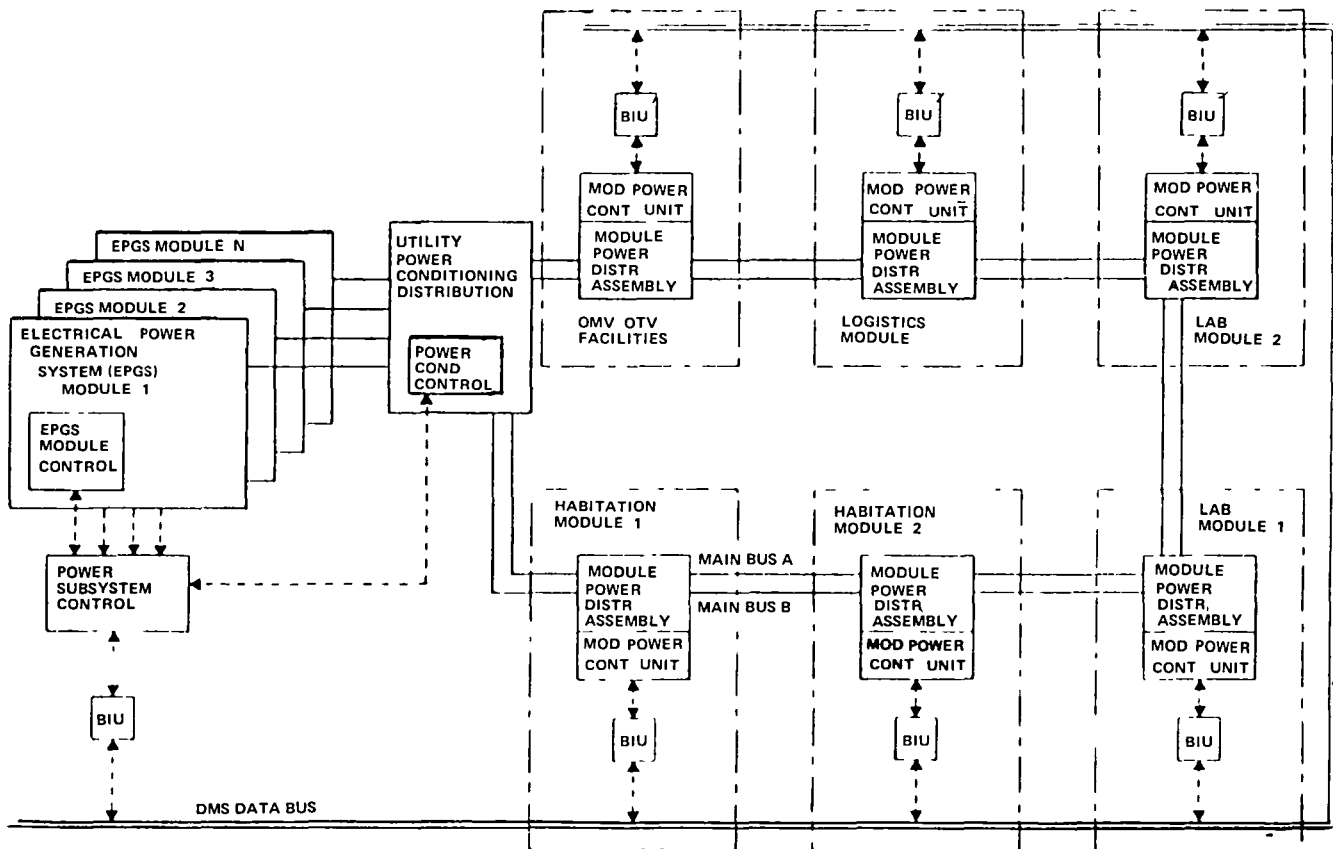 BIU
BIU
BIU
MOD POWER
CONT UNIT
MODULE
POWER
DISTR
ASSEMBLY
OMV OTV
FACILITIES
MOD POWER
CONT UNIT
MODULE
POWER
DISTR
ASSEMBLY
LOGISTICS
MODULE
MOD POWER
CONT UNIT
MODULE
POWER
DISTR
ASSEMBLY
LAB
MODULE 2
EPGS MODULE N
EPGS MODULE 3
EPGS MODULE 2
ELECTRICAL POWER
GENERATION
SYSTEM (EPGS)
MODULE 1
EPGS
MODULE
CONTROL
UTILITY
POWER
CONDITIONING
DISTRIBUTION
POWER
COND
CONTROL
POWER
SUBSYSTEM
CONTROL
BIU
HABITATION
MODULE 1
MODULE
POWER
DISTR
ASSEMBLY
MOD POWER
CONT UNIT
BIU
MAIN BUS A
MAIN BUS B
HABITATION
MODULE 2
MODULE
POWER
DISTR
ASSEMBLY
MOD POWER
CONT UNIT
BIU
LAB
MODULE 1
MODULE
POWER
DISTR,
ASSEMBLY
MOD POWER
CONT UNIT
BIU
DMS DATA BUS